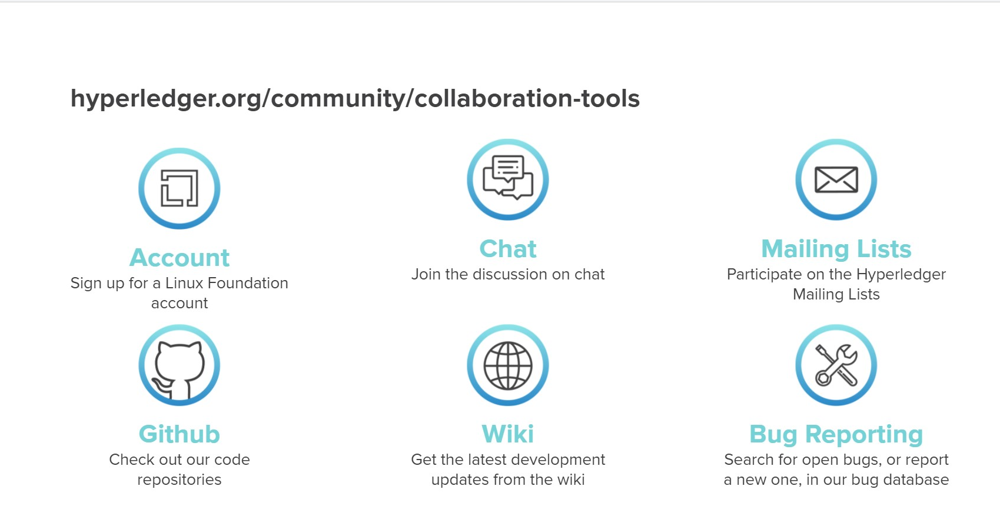 hyperledger.org/community/collaboration-tools
Account
Sign up for a Linux Foundation
account
Chat
Join the discussion on chat
Mailing Lists
Participate on the Hyperledger
Mailing Lists
Github
Check out our code
repositories
Wiki
Get the latest development
updates from the wiki
Bug Reporting
Search for open bugs, or report
a new one, in our bug database